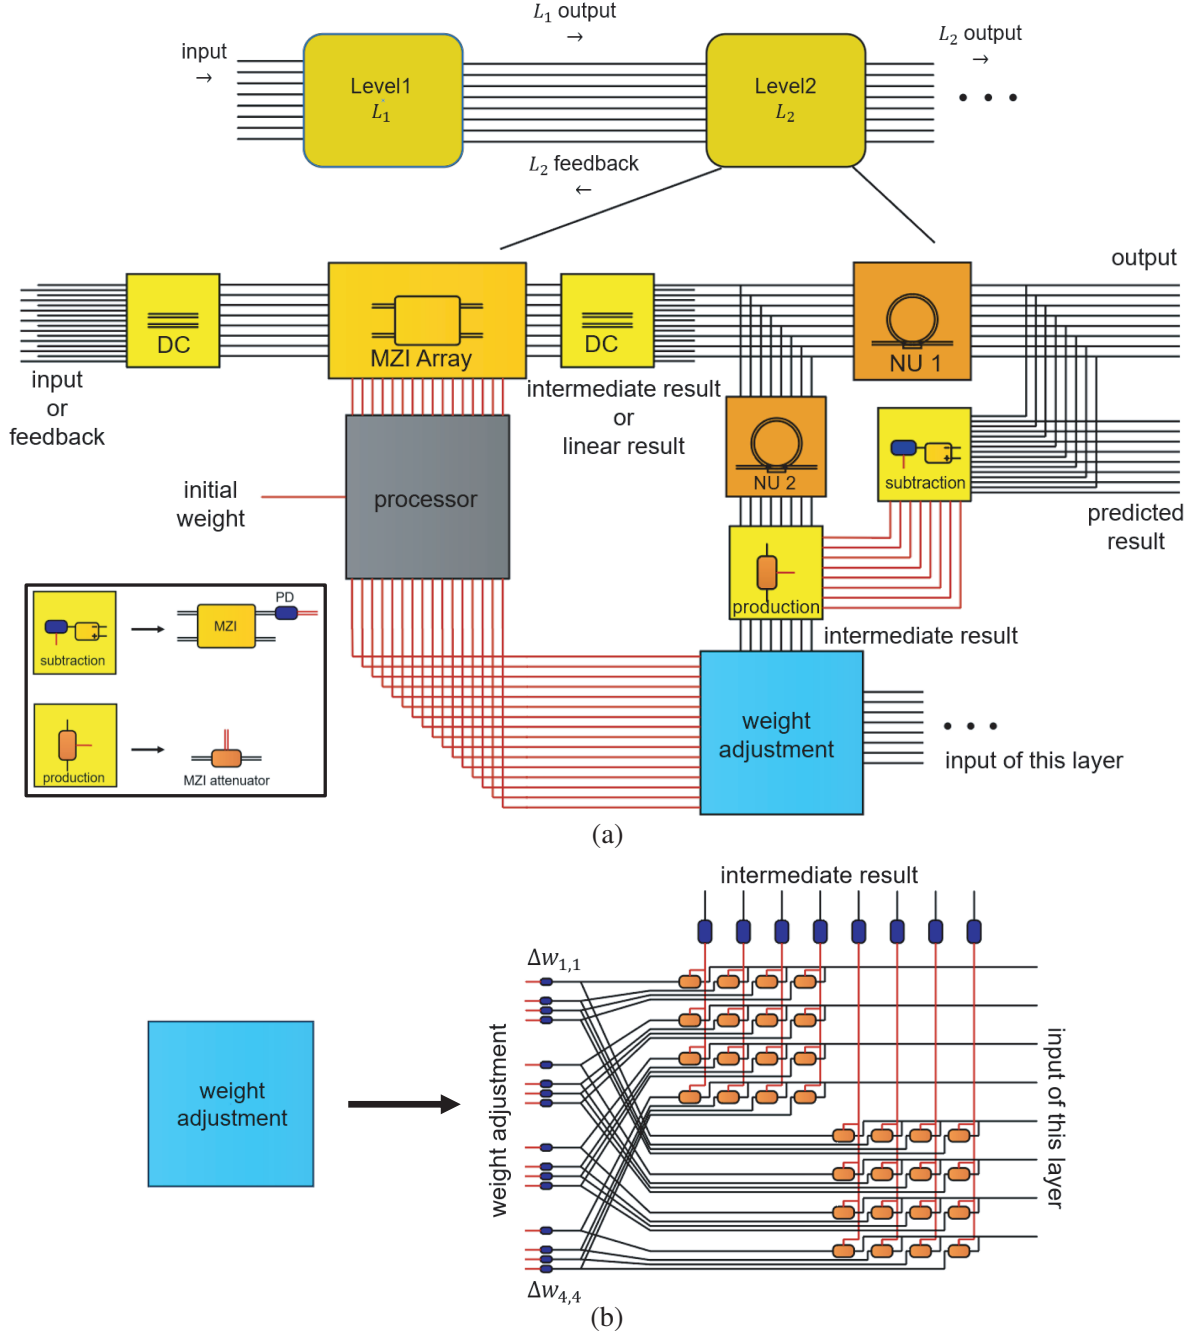 L₁ output
→
input
→
L₂ output
→
Level1
L₁
Level2
L₂
• • •
L₂ feedback
←
output
DC
MZI Array
DC
NU 1
input
or
feedback
intermediate result
or
linear result
NU 2
subtraction
initial
weight
processor
predicted
result
production
intermediate result
PD
MZI
subtraction
production
MZI attenuator
weight
adjustment
• • •
input of this layer
(a)
intermediate result
Δw₁,₁
weight adjustment
input of this layer
weight
adjustment
Δw₄,₄
(b)